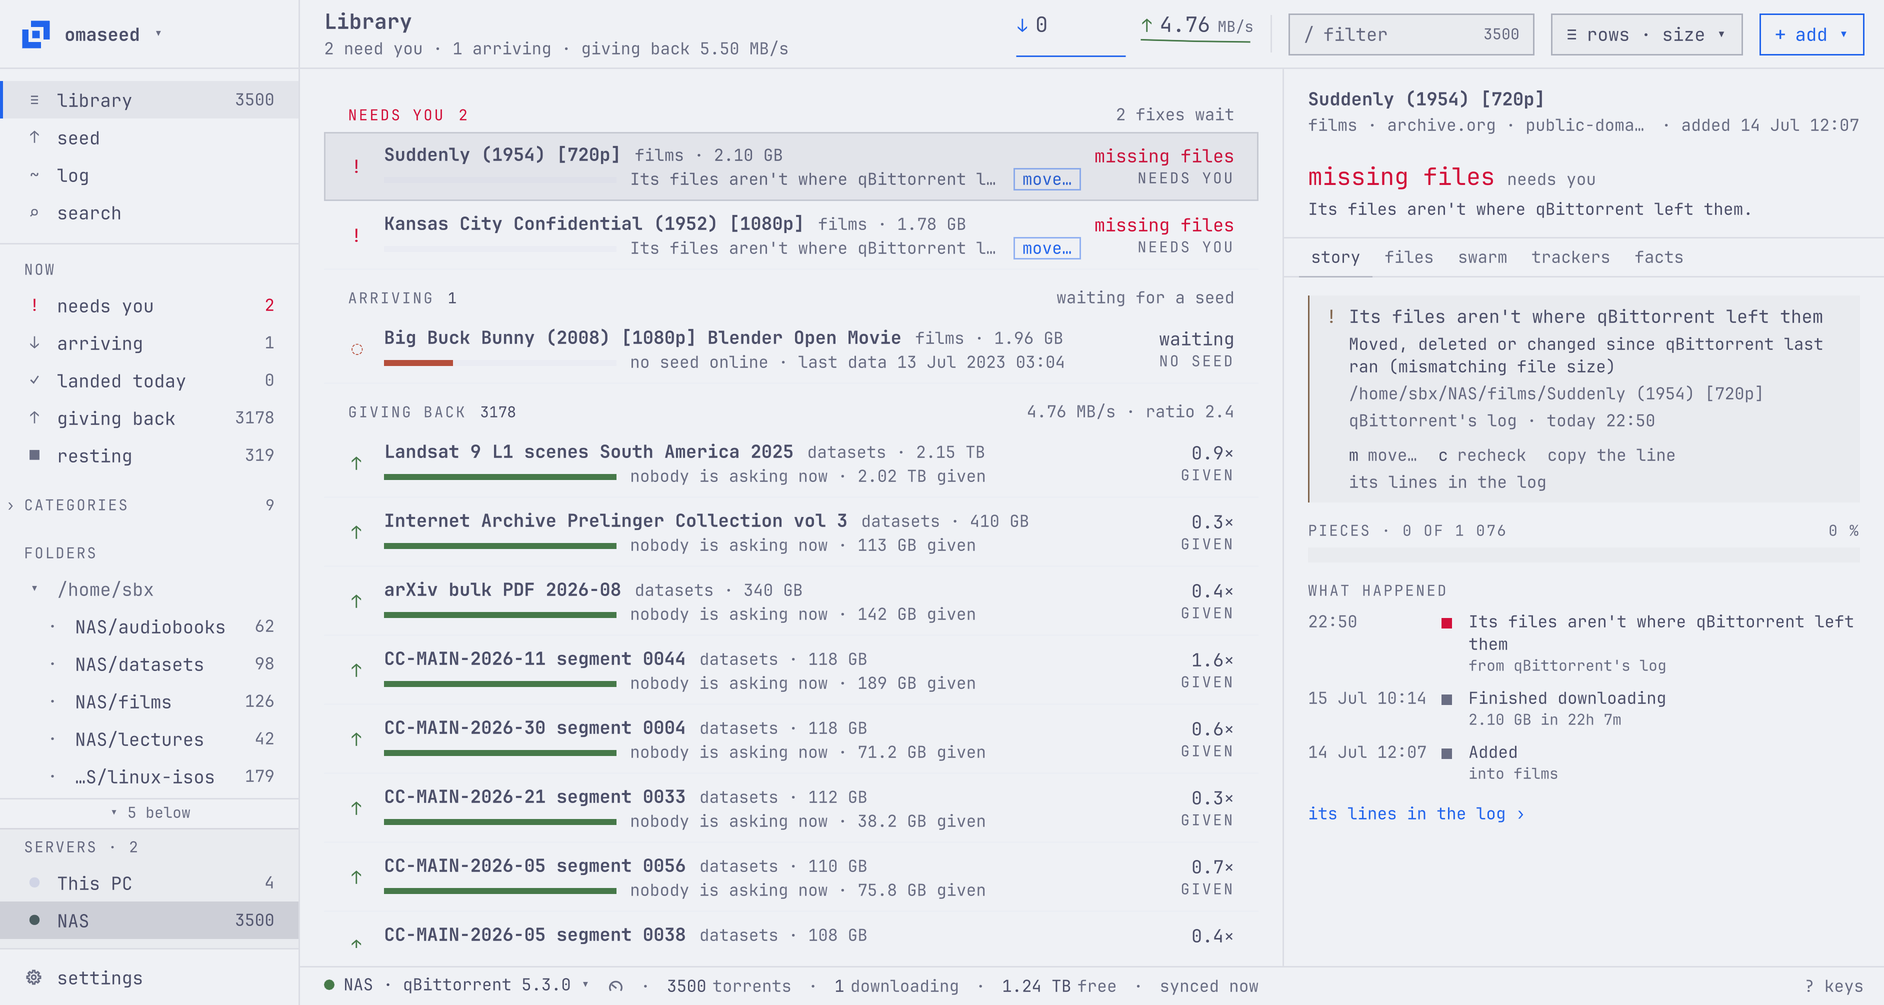 omaseed ▾
Library
2 need you · 1 arriving · giving back 5.50 MB/s
↓ 0
↑ 4.76 MB/s
/ filter 3500
≡ rows · size ▾
+ add ▾
≡ library 3500
↑ seed
~ log
search
NOW
! needs you 2
↓ arriving 1
✓ landed today 0
↑ giving back 3178
■ resting 319
› CATEGORIES 9
FOLDERS
▾ /home/sbx
· NAS/audiobooks 62
· NAS/datasets 98
· NAS/films 126
· NAS/lectures 42
· …S/linux-isos 179
▾ 5 below
SERVERS · 2
This PC 4
NAS 3500
settings
NEEDS YOU 2 2 fixes wait
! Suddenly (1954) [720p] films · 2.10 GB missing files
Its files aren't where qBittorrent l… move… NEEDS YOU
! Kansas City Confidential (1952) [1080p] films · 1.78 GB missing files
Its files aren't where qBittorrent l… move… NEEDS YOU
ARRIVING 1 waiting for a seed
Big Buck Bunny (2008) [1080p] Blender Open Movie films · 1.96 GB waiting
no seed online · last data 13 Jul 2023 03:04 NO SEED
GIVING BACK 3178 4.76 MB/s · ratio 2.4
↑ Landsat 9 L1 scenes South America 2025 datasets · 2.15 TB 0.9×
nobody is asking now · 2.02 TB given GIVEN
↑ Internet Archive Prelinger Collection vol 3 datasets · 410 GB 0.3×
nobody is asking now · 113 GB given GIVEN
↑ arXiv bulk PDF 2026-08 datasets · 340 GB 0.4×
nobody is asking now · 142 GB given GIVEN
↑ CC-MAIN-2026-11 segment 0044 datasets · 118 GB 1.6×
nobody is asking now · 189 GB given GIVEN
↑ CC-MAIN-2026-30 segment 0004 datasets · 118 GB 0.6×
nobody is asking now · 71.2 GB given GIVEN
↑ CC-MAIN-2026-21 segment 0033 datasets · 112 GB 0.3×
nobody is asking now · 38.2 GB given GIVEN
↑ CC-MAIN-2026-05 segment 0056 datasets · 110 GB 0.7×
nobody is asking now · 75.8 GB given GIVEN
↑ CC-MAIN-2026-05 segment 0038 datasets · 108 GB 0.4×
Suddenly (1954) [720p]
films · archive.org · public-doma… · added 14 Jul 12:07
missing files needs you
Its files aren't where qBittorrent left them.
story files swarm trackers facts
! Its files aren't where qBittorrent left them
Moved, deleted or changed since qBittorrent last
ran (mismatching file size)
/home/sbx/NAS/films/Suddenly (1954) [720p]
qBittorrent's log · today 22:50
m move… c recheck copy the line
its lines in the log
PIECES · 0 OF 1 076 0 %
WHAT HAPPENED
22:50 Its files aren't where qBittorrent left
them
from qBittorrent's log
15 Jul 10:14 Finished downloading
2.10 GB in 22h 7m
14 Jul 12:07 Added
into films
its lines in the log ›
NAS · qBittorrent 5.3.0 ▾ · 3500 torrents · 1 downloading · 1.24 TB free · synced now
? keys